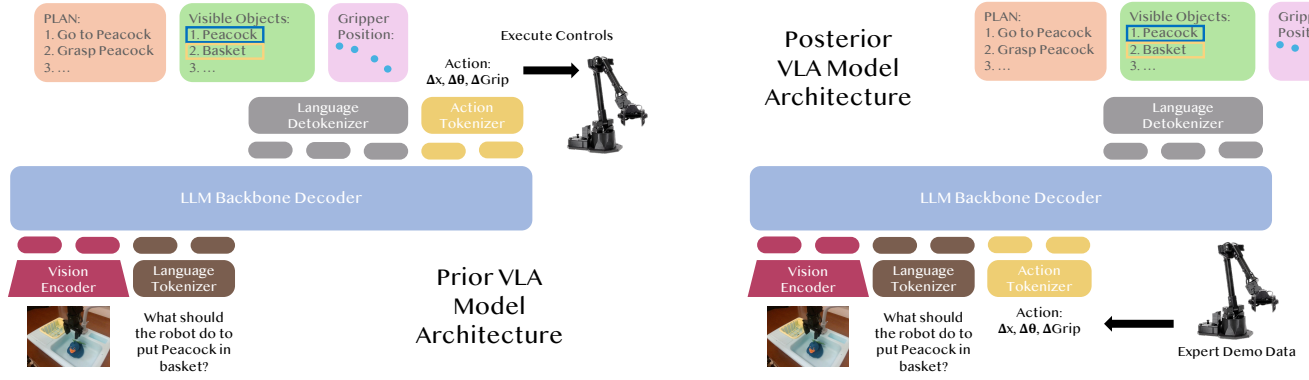 PLAN:
1. Go to Peacock
2. Grasp Peacock
3. ...
Visible Objects:
1. Peacock
2. Basket
3. ...
Gripper
Position:
Execute Controls
Action:
Δx, Δθ, ΔGrip
Language
Detokenizer
Action
Tokenizer
LLM Backbone Decoder
Vision
Encoder
Language
Tokenizer
What should
the robot do to
put Peacock in
basket?
Prior VLA
Model
Architecture
Posterior
VLA Model
Architecture
PLAN:
1. Go to Peacock
2. Grasp Peacock
3. ...
Visible Objects:
1. Peacock
2. Basket
3. ...
Gripp
Positi
Language
Detokenizer
LLM Backbone Decoder
Vision
Encoder
Language
Tokenizer
Action
Tokenizer
What should
the robot do to
put Peacock in
basket?
Action:
Δx, Δθ, ΔGrip
Expert Demo Data